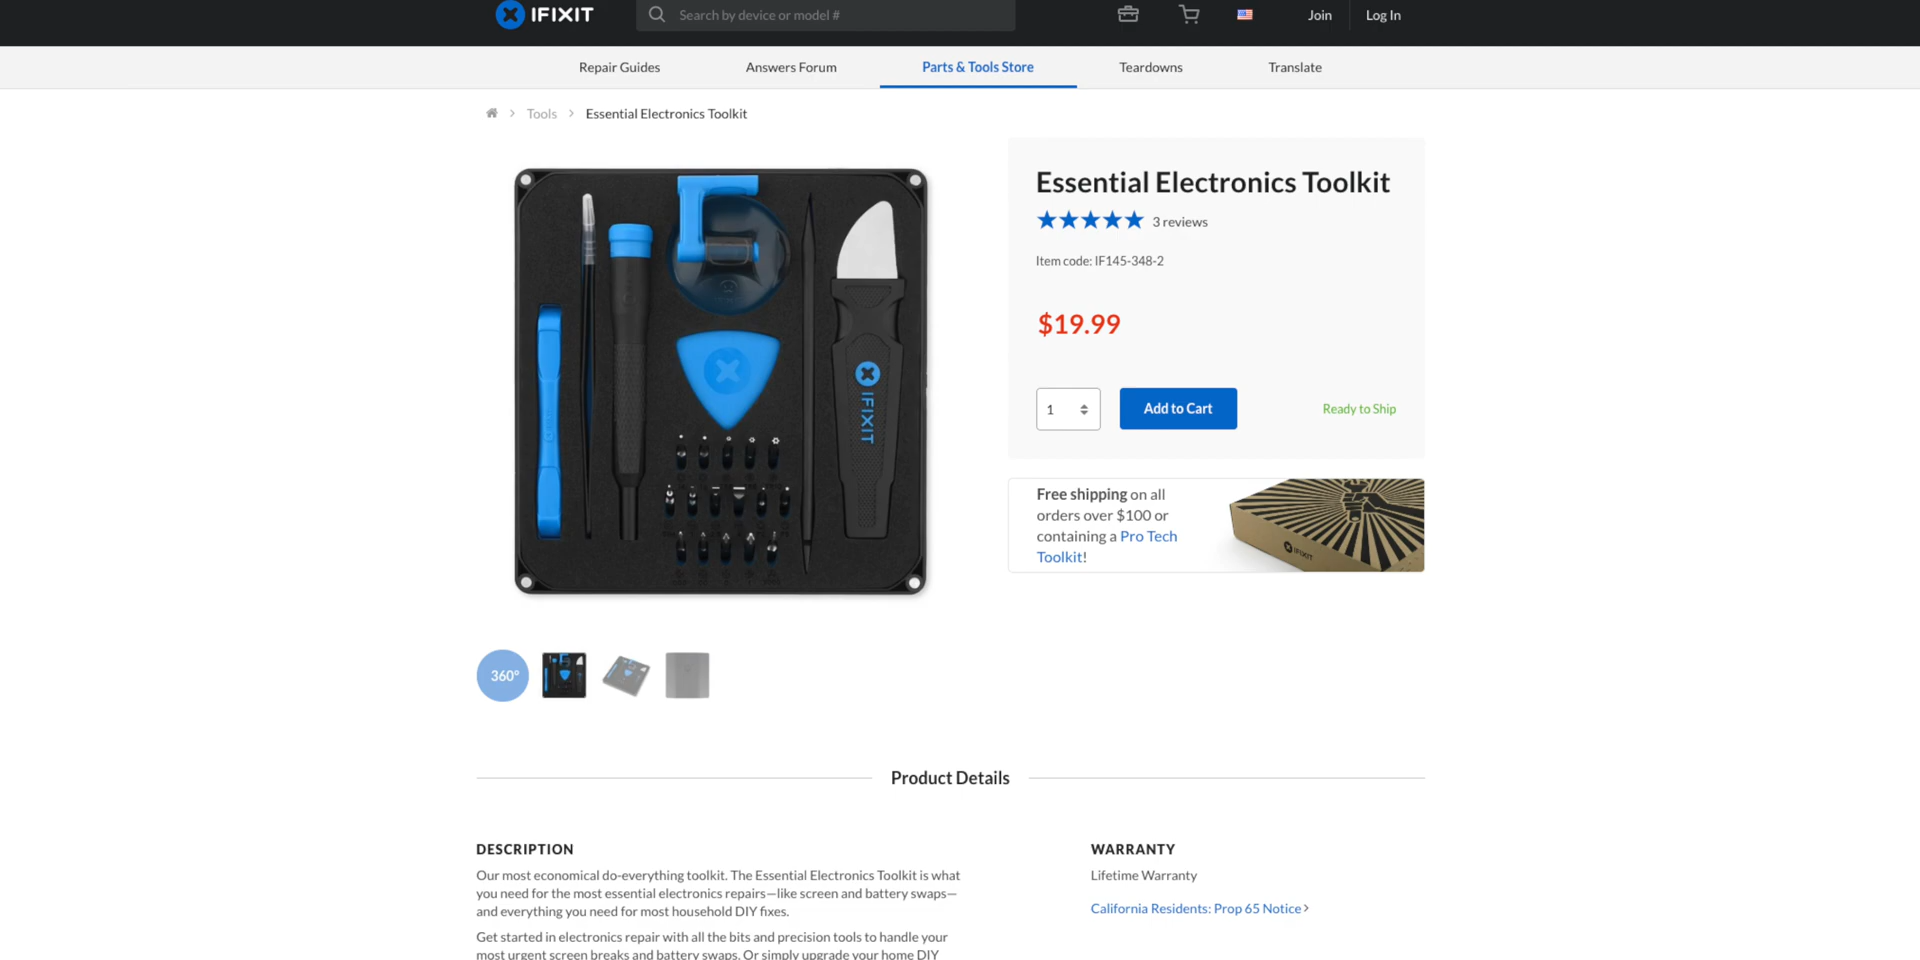 IFIXIT
Search by device or model #
Join
Log In
Repair Guides
Answers Forum
Parts & Tools Store
Teardowns
Translate
Tools
Essential Electronics Toolkit
IFIXIT
Essential Electronics Toolkit
3 reviews
Item code: IF145-348-2
$19.99
1
Add to Cart
Ready to Ship
Free shipping on all
orders over $100 or
containing a Pro Tech
Toolkit!
IFIXIT
360°
Product Details
DESCRIPTION
Our most economical do-everything toolkit. The Essential Electronics Toolkit is what
you need for the most essential electronics repairs—like screen and battery swaps—
and everything you need for most household DIY fixes.
Get started in electronics repair with all the bits and precision tools to handle your
most urgent screen breaks and battery swaps. Or simply upgrade your home DIY
WARRANTY
Lifetime Warranty
California Residents: Prop 65 Notice